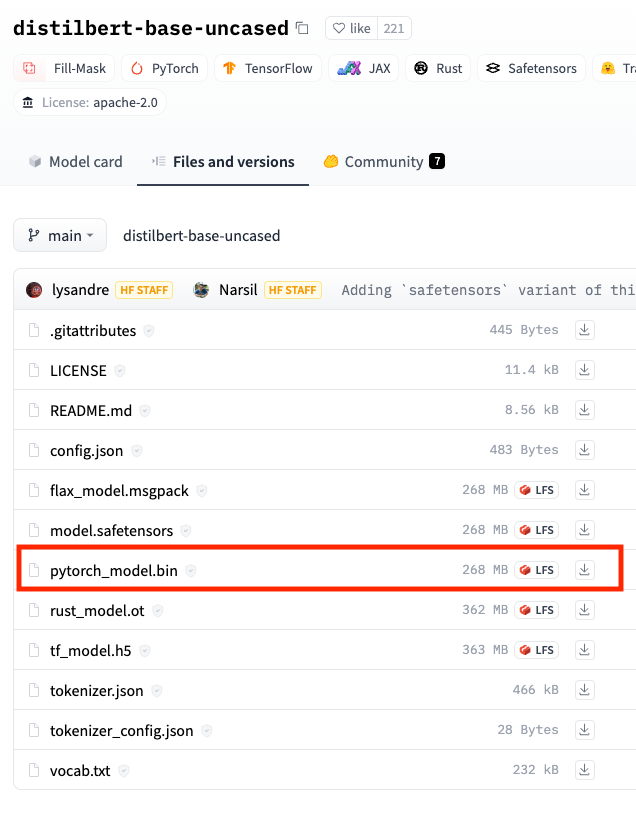 distilbert-base-uncased like 221
Fill-Mask PyTorch TensorFlow JAX Rust Safetensors Tra
License: apache-2.0
Model card Files and versions Community 7
main distilbert-base-uncased
lysandre HF STAFF Narsil HF STAFF Adding `safetensors` variant of thi
.gitattributes 445 Bytes
LICENSE 11.4 kB
README.md 8.56 kB
config.json 483 Bytes
flax_model.msgpack 268 MB LFS
model.safetensors 268 MB LFS
pytorch_model.bin 268 MB LFS
rust_model.ot 362 MB LFS
tf_model.h5 363 MB LFS
tokenizer.json 466 kB
tokenizer_config.json 28 Bytes
vocab.txt 232 kB